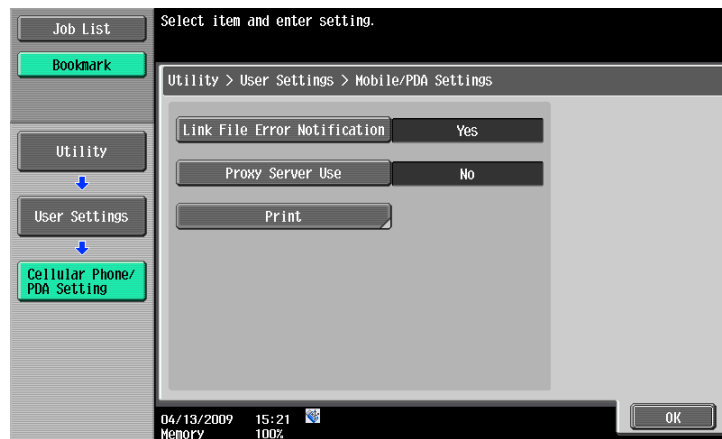 Job List
Bookmark
Utility
User Settings
Cellular Phone/
PDA Setting
Select item and enter setting.
Utility > User Settings > Mobile/PDA Settings
Link File Error Notification Yes
Proxy Server Use No
Print
04/13/2009 15:21
Memory 100%
OK